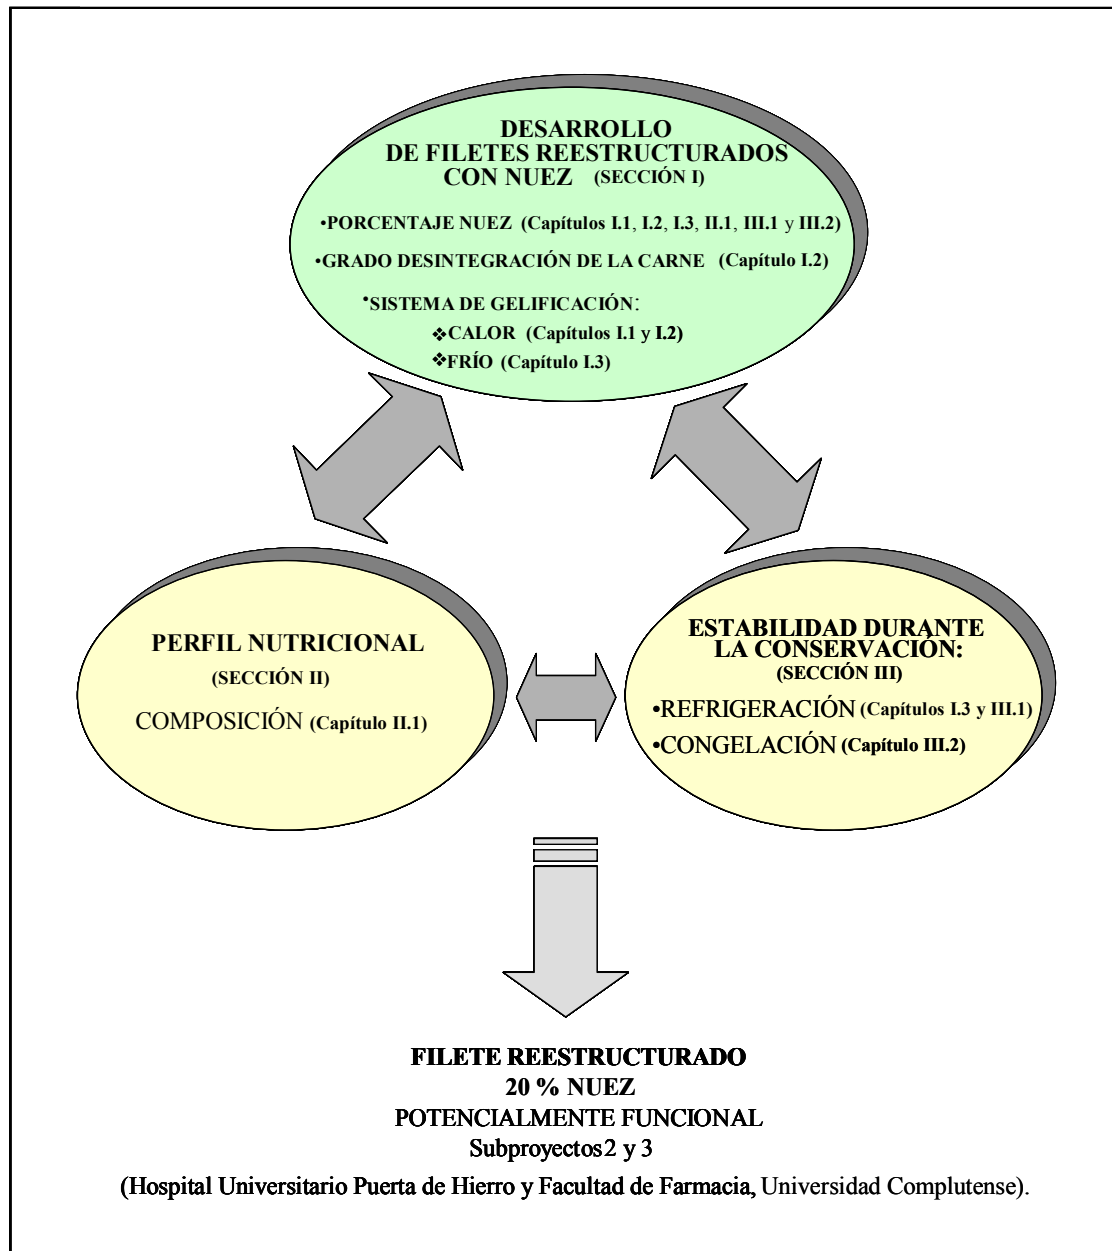 DESARROLLO
DE FILETES REESTRUCTURADOS
CON NUEZ (SECCIÓN I)
•PORCENTAJE NUEZ (Capítulos I.1, I.2, I.3, II.1, III.1 y III.2)
•GRADO DESINTEGRACIÓN DE LA CARNE (Capítulo I.2)
•SISTEMA DE GELIFICACIÓN:
❖CALOR (Capítulos I.1 y I.2)
❖FRÍO (Capítulo I.3)
PERFIL NUTRICIONAL
(SECCIÓN II)
COMPOSICIÓN (Capítulo II.1)
ESTABILIDAD DURANTE
LA CONSERVACIÓN:
(SECCIÓN III)
•REFRIGERACIÓN (Capítulos I.3 y III.1)
•CONGELACIÓN (Capítulo III.2)
FILETE REESTRUCTURADO
20 % NUEZ
POTENCIALMENTE FUNCIONAL
Subproyectos 2 y 3
(Hospital Universitario Puerta de Hierro y Facultad de Farmacia, Universidad Complutense).